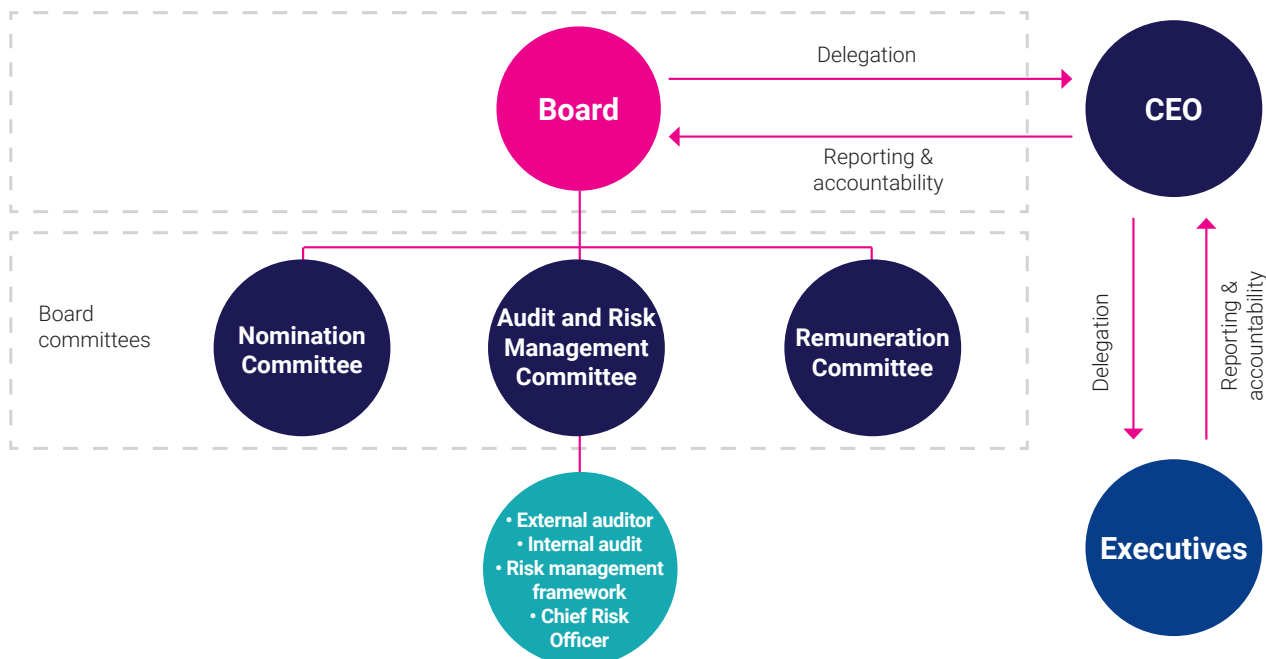 Board
Delegation
Reporting &
accountability
CEO
Board
committees
Nomination
Committee
Audit and Risk
Management
Committee
Remuneration
Committee
Delegation
Reporting &
accountability
• External auditor
• Internal audit
• Risk management
framework
• Chief Risk
Officer
Executives